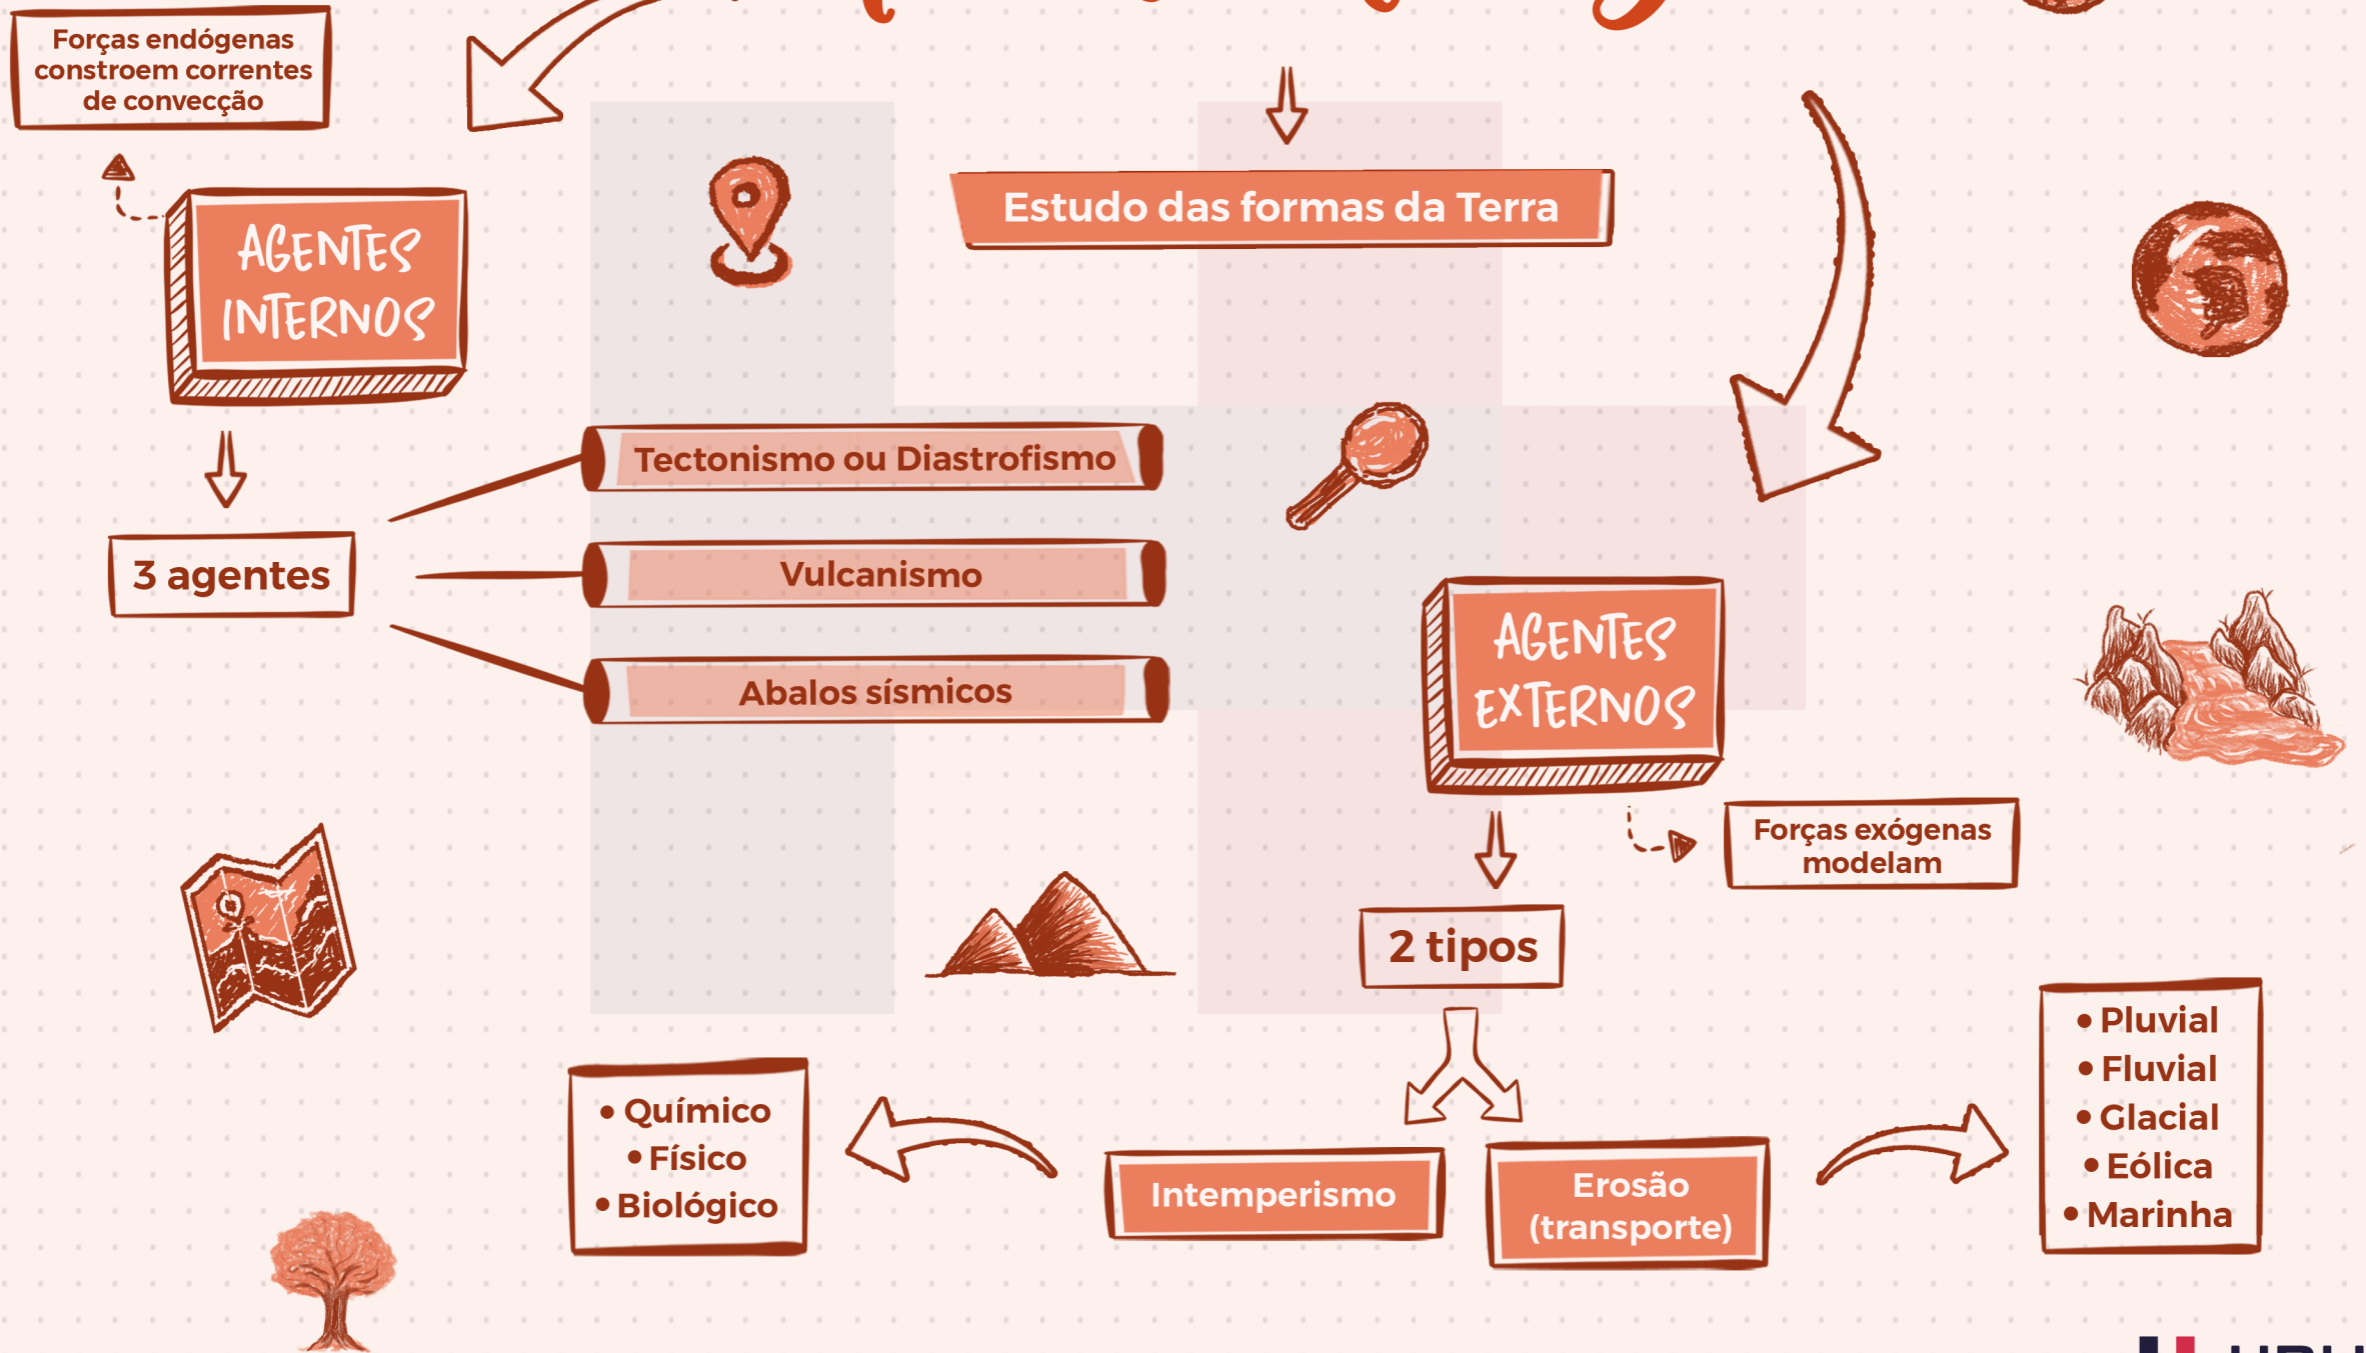 Forças endógenas
constroem correntes
de convecção
Estudo das formas da Terra
AGENTES
INTERNOS
3 agentes
Tectonismo ou Diastrofismo
Vulcanismo
Abalos sísmicos
AGENTES
EXTERNOS
Forças exógenas
modelam
2 tipos
Intemperismo
• Químico
• Físico
• Biológico
Erosão
(transporte)
• Pluvial
• Fluvial
• Glacial
• Eólica
• Marinha